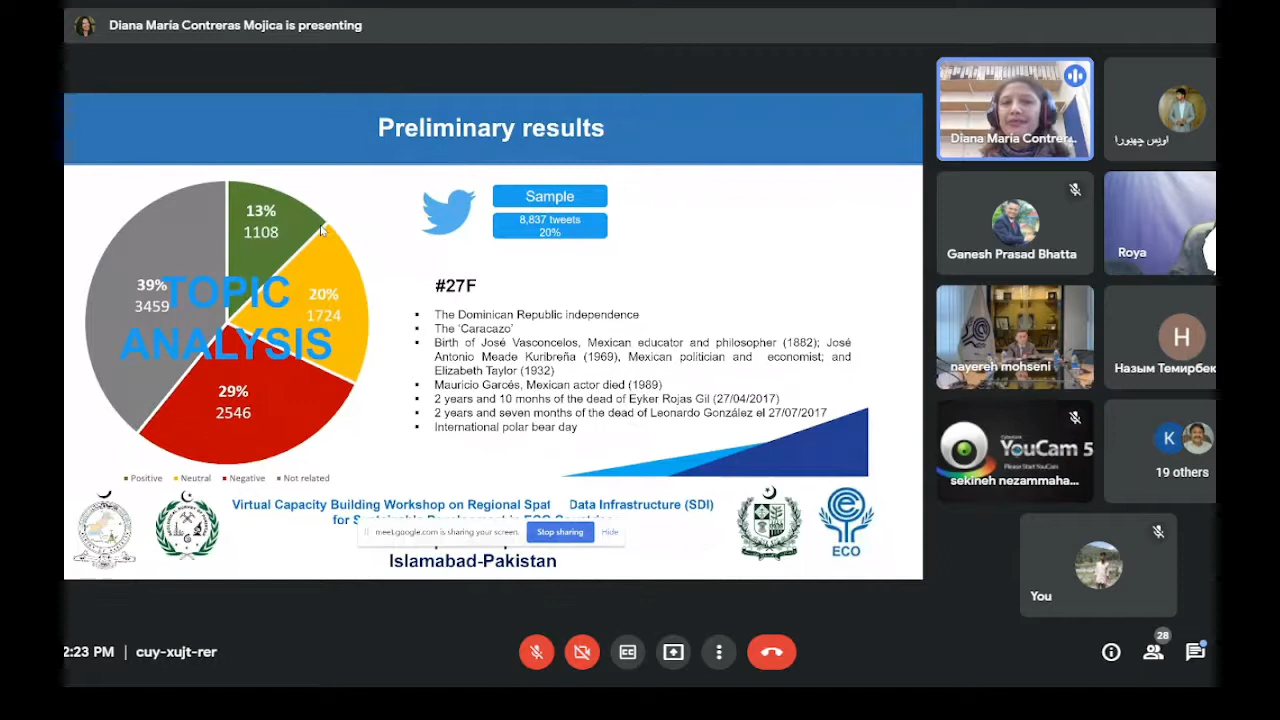 Diana María Contreras Mojica is presenting
Preliminary results
13%
1108
20%
1724
29%
2546
39%
3459
TOPIC
ANALYSIS
Positive
Neutral
Negative
Not related
Sample
8,837 tweets
20%
#27F
The Dominican Republic independence
The 'Caracazo'
Birth of José Vasconcelos, Mexican educator and philosopher (1882); José
Antonio Meade Kuribreña (1969), Mexican politician and economist; and
Elizabeth Taylor (1932)
Mauricio Garcés, Mexican actor died (1989)
2 years and 10 monhs of the dead of Eyker Rojas Gil (27/04/2017)
2 years and seven months of the dead of Leonardo González el 27/07/2017
International polar bear day
Virtual Capacity Building Workshop on Regional Spat Data Infrastructure (SDI)
meet.google.com is sharing your screen.
Stop sharing
Hide
Islamabad-Pakistan
ECO
Diana María Contrer...
اویس چہورا
Ganesh Prasad Bhatta
Roya
nayereh mohseni
H
Назым Темирбек
YouCam 5
Please Start YouCam
sekineh nezammaha...
K
19 others
You
2:23 PM | cuy-xujt-rer
28